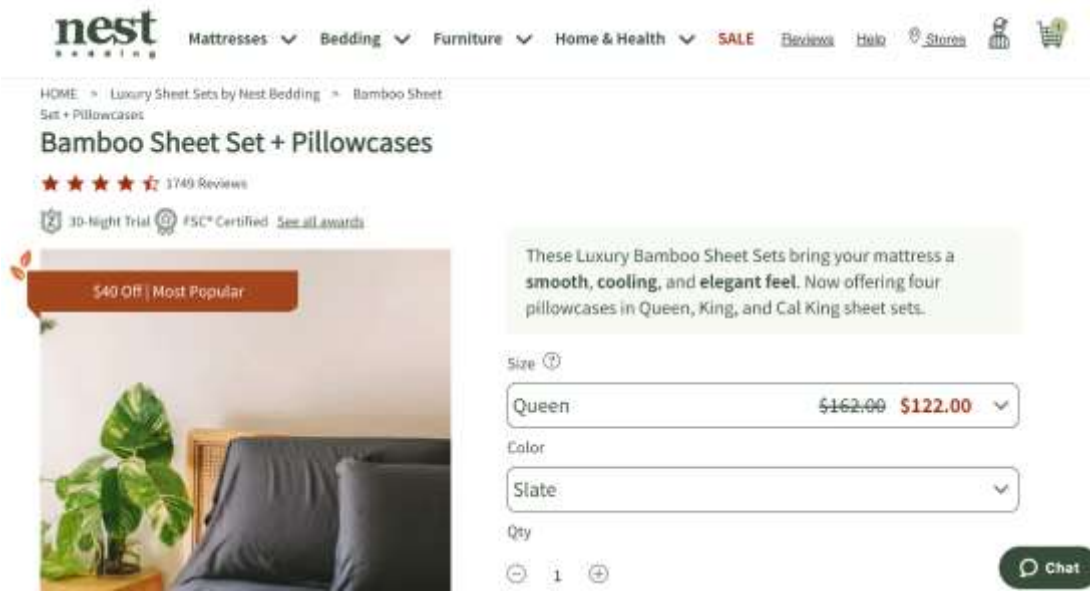 nest
bedding
Mattresses
Bedding
Furniture
Home & Health
SALE
Reviews
Help
Stores
1
HOME > Luxury Sheet Sets by Nest Bedding > Bamboo Sheet
Set + Pillowcases
Bamboo Sheet Set + Pillowcases
1749 Reviews
30-Night Trial
FSC® Certified
See all awards
$40 Off | Most Popular
These Luxury Bamboo Sheet Sets bring your mattress a
smooth, cooling, and elegant feel. Now offering four
pillowcases in Queen, King, and Cal King sheet sets.
Size ?
Queen $162.00 $122.00
Color
Slate
Qty
1
Chat